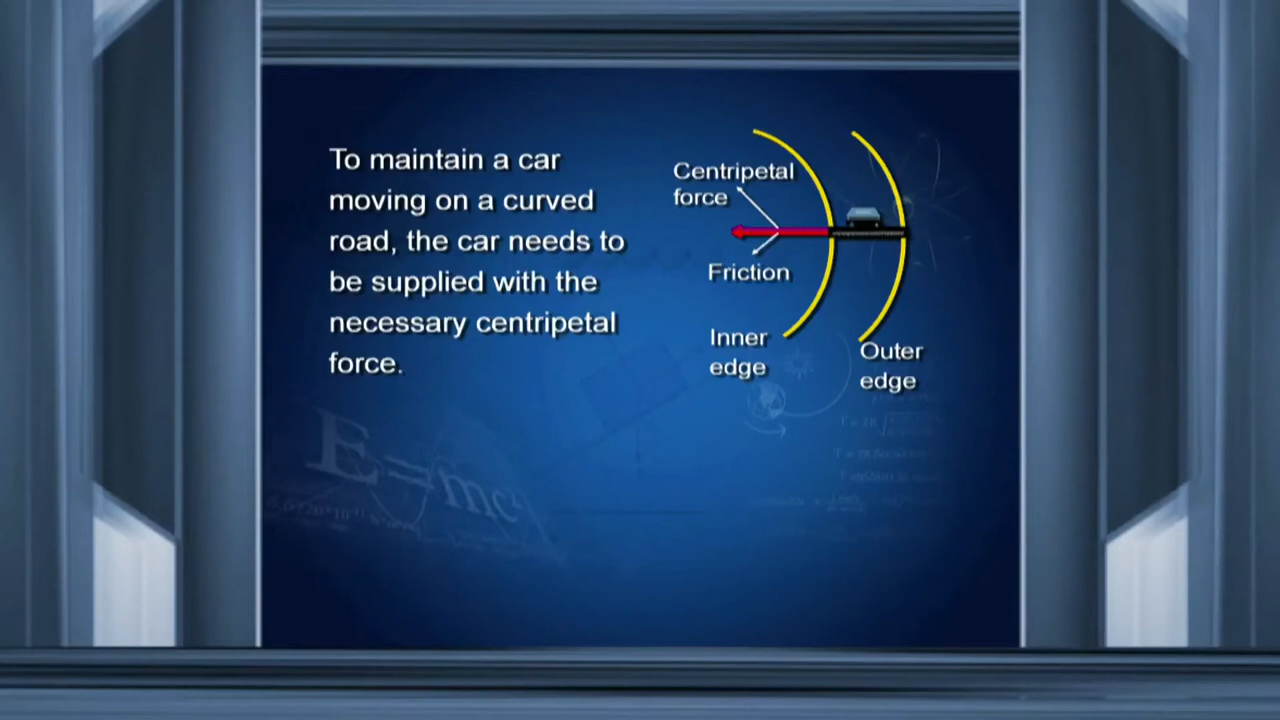 To maintain a car
moving on a curved
road, the car needs to
be supplied with the
necessary centripetal
force.
Centripetal
force
Friction
Inner
edge
Outer
edge
E=mc²